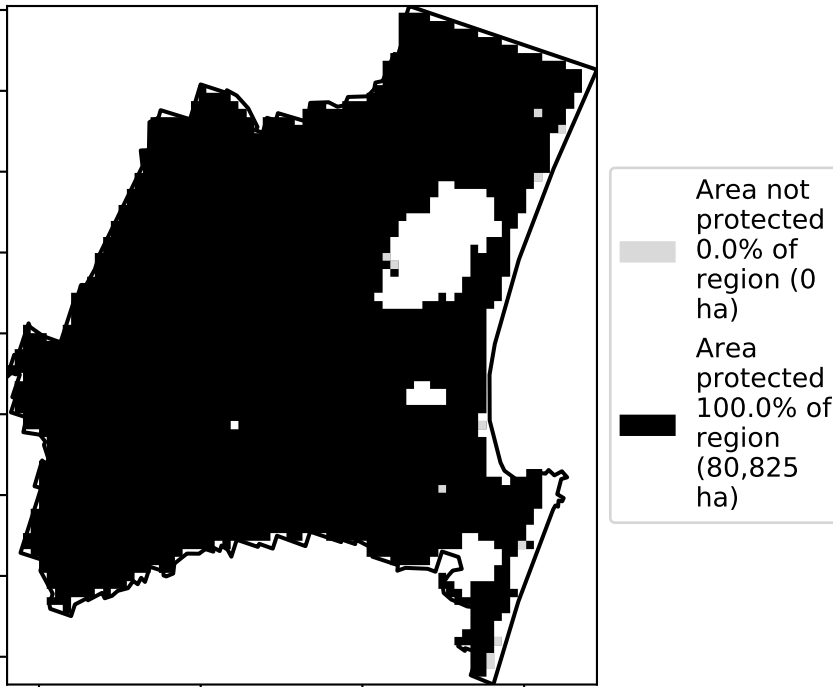 Area not
protected
0.0% of
region (0
ha)
Area
protected
100.0% of
region
(80,825
ha)